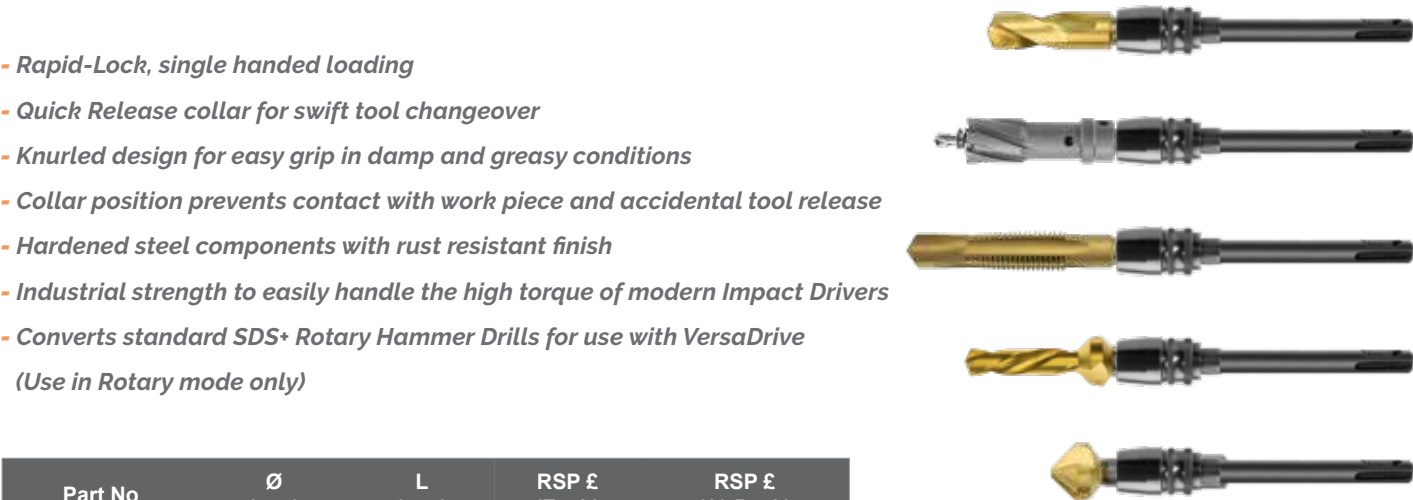 - Rapid-Lock, single handed loading
- Quick Release collar for swift tool changeover
- Knurled design for easy grip in damp and greasy conditions
- Collar position prevents contact with work piece and accidental tool release
- Hardened steel components with rust resistant finish
- Industrial strength to easily handle the high torque of modern Impact Drivers
- Converts standard SDS+ Rotary Hammer Drills for use with VersaDrive
(Use in Rotary mode only)
Part No Ø L RSP £ RSP £